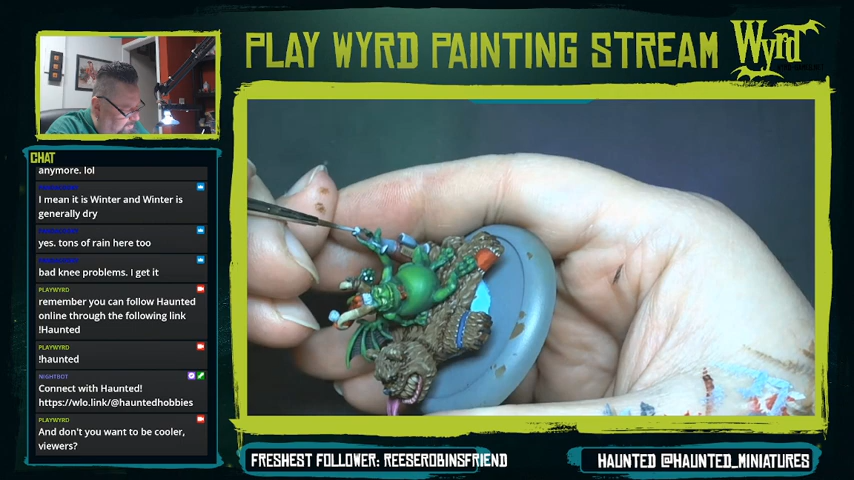 PLAY WYRD PAINTING STREAM
Wyrd
CHAT
anymore. lol
I mean it is Winter and Winter is
generally dry
yes. tons of rain here too
bad knee problems. I get it
PLAYWYRD
remember you can follow Haunted
online through the following link
!Haunted
PLAYWYRD
!haunted
NIGHTBOT
Connect with Haunted!
https://wlo.link/@hauntedhobbies
PLAYWYRD
And don't you want to be cooler,
viewers?
FRESHEST FOLLOWER: REESEROBINSFRIEND
HAUNTED @HAUNTED_MINIATURES